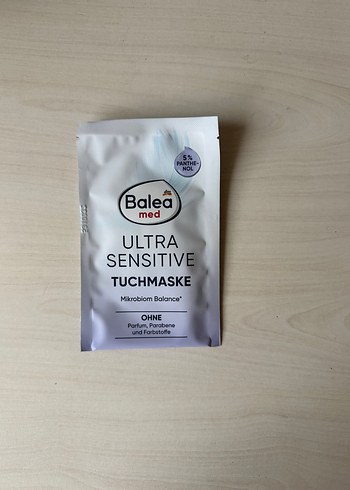 5%
PANTHE-
NOL
Balea
med
ULTRA
SENSITIVE
TUCHMASKE
Mikrobiom Balance*
OHNE
Parfum, Parabene
und Farbstoffe